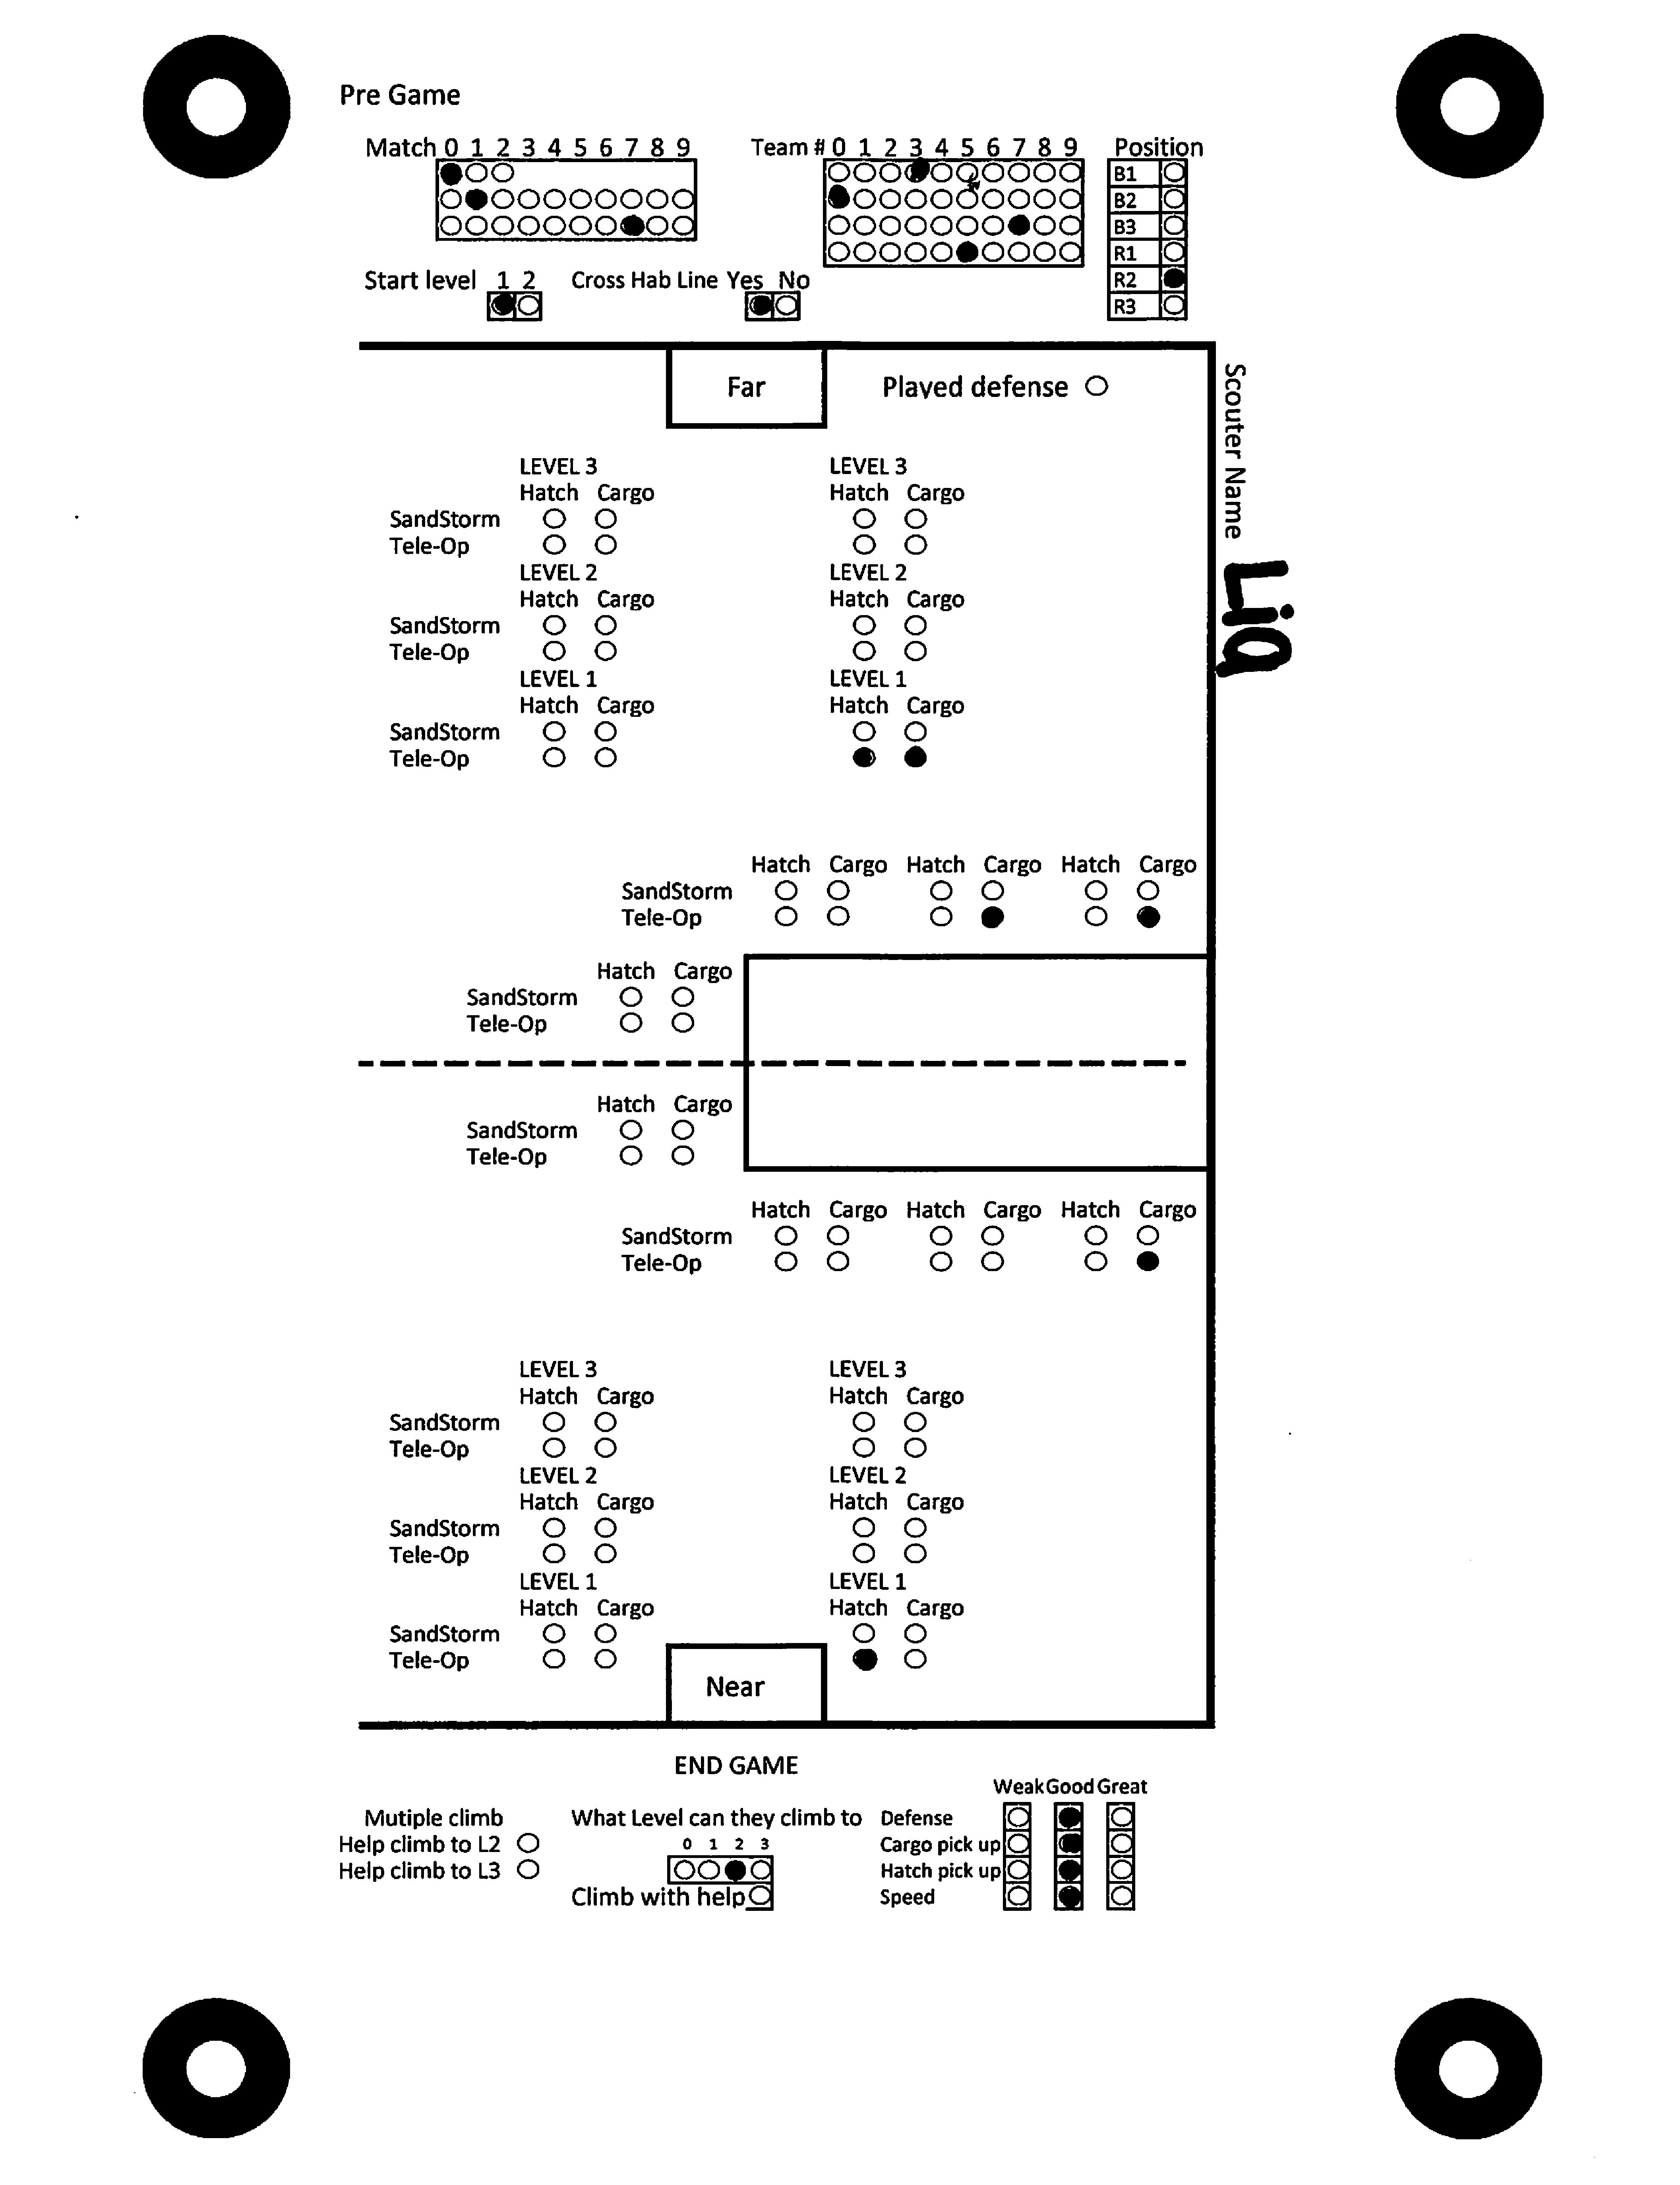 Pre Game
Match 0 1 2 3 4 5 6 7 8 9
Team # 0 1 2 3 4 5 6 7 8 9
Position
B1
B2
B3
R1
R2
R3
Start level 1 2
Cross Hab Line Yes No
Far
Played defense
Scouter Name
LEVEL 3 LEVEL 3
Hatch Cargo Hatch Cargo
SandStorm
Tele-Op
LEVEL 2 LEVEL 2
Hatch Cargo Hatch Cargo
SandStorm
Tele-Op
LEVEL 1 LEVEL 1
Hatch Cargo Hatch Cargo
SandStorm
Tele-Op
Hatch Cargo Hatch Cargo Hatch Cargo
SandStorm
Tele-Op
Hatch Cargo
SandStorm
Tele-Op
Hatch Cargo
SandStorm
Tele-Op
Hatch Cargo Hatch Cargo Hatch Cargo
SandStorm
Tele-Op
LEVEL 3 LEVEL 3
Hatch Cargo Hatch Cargo
SandStorm
Tele-Op
LEVEL 2 LEVEL 2
Hatch Cargo Hatch Cargo
SandStorm
Tele-Op
LEVEL 1 LEVEL 1
Hatch Cargo Hatch Cargo
SandStorm
Tele-Op
Near
END GAME
Mutiple climb
Help climb to L2
Help climb to L3
What Level can they climb to
0 1 2 3
Climb with help
Weak Good Great
Defense
Cargo pick up
Hatch pick up
Speed